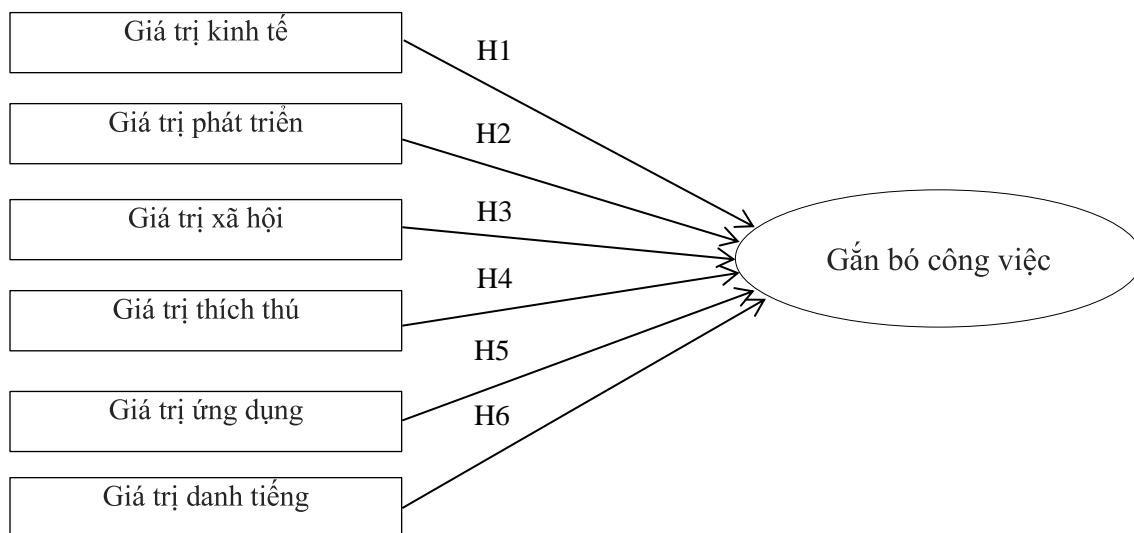 Giá trị kinh tế
H1
Giá trị phát triển
H2
Giá trị xã hội
H3
Giá trị thích thú
H4
Giá trị ứng dụng
H5
Giá trị danh tiếng
H6
Gắn bó công việc